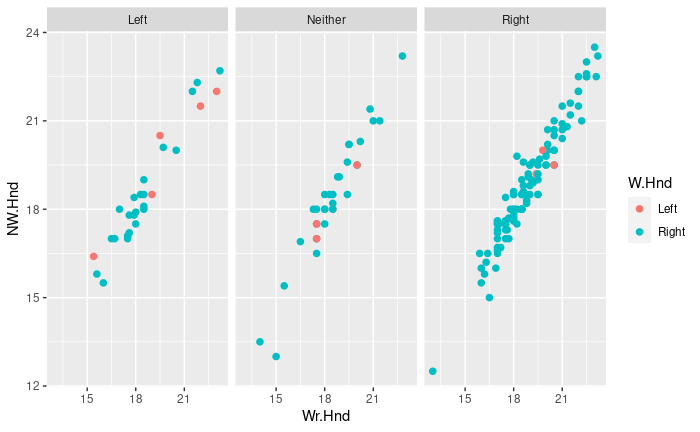 Left Neither Right
24
21
18
15
12
NW.Hnd
15 18 21 15 18 21 15 18 21
Wr.Hnd
W.Hnd
Left
Right